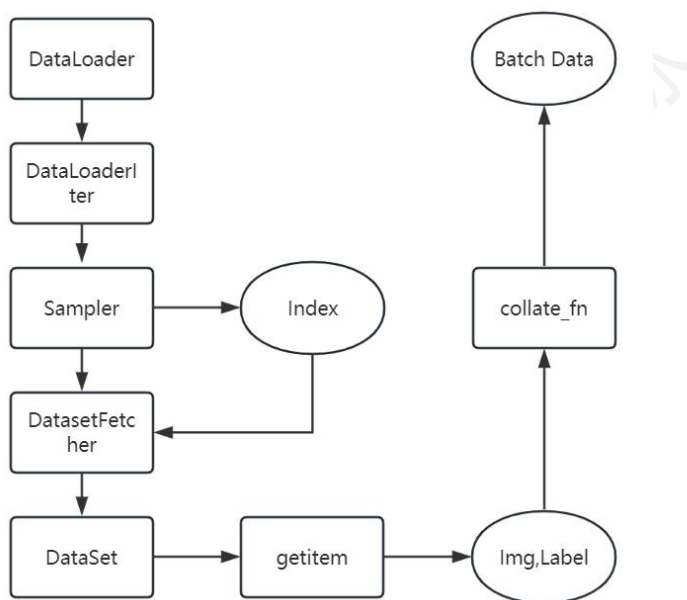 DataLoader
Batch Data
DataLoaderI
ter
Sampler
Index
collate_fn
DatasetFetc
her
DataSet
getitem
Img,Label